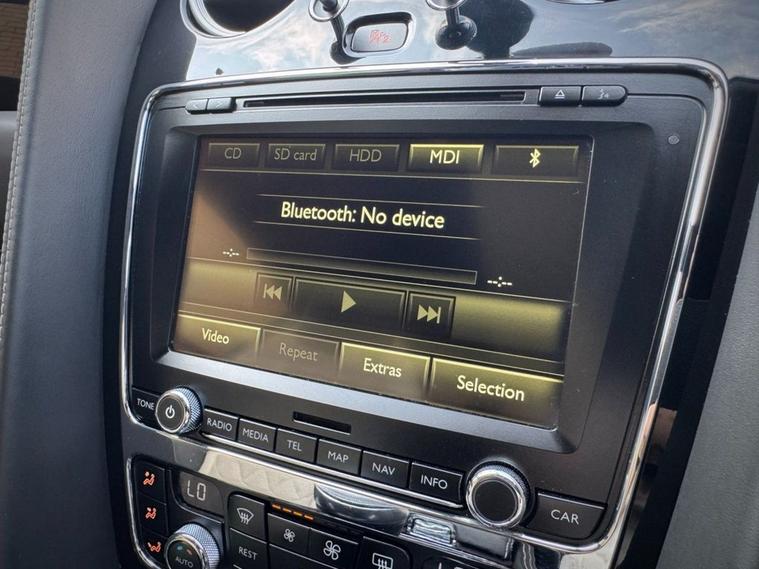 CD SD card HDD MDI
Bluetooth: No device
--:-- --:--
Video Repeat Extras Selection
TONE RADIO MEDIA TEL MAP NAV INFO CAR
LO
REST
AUTO